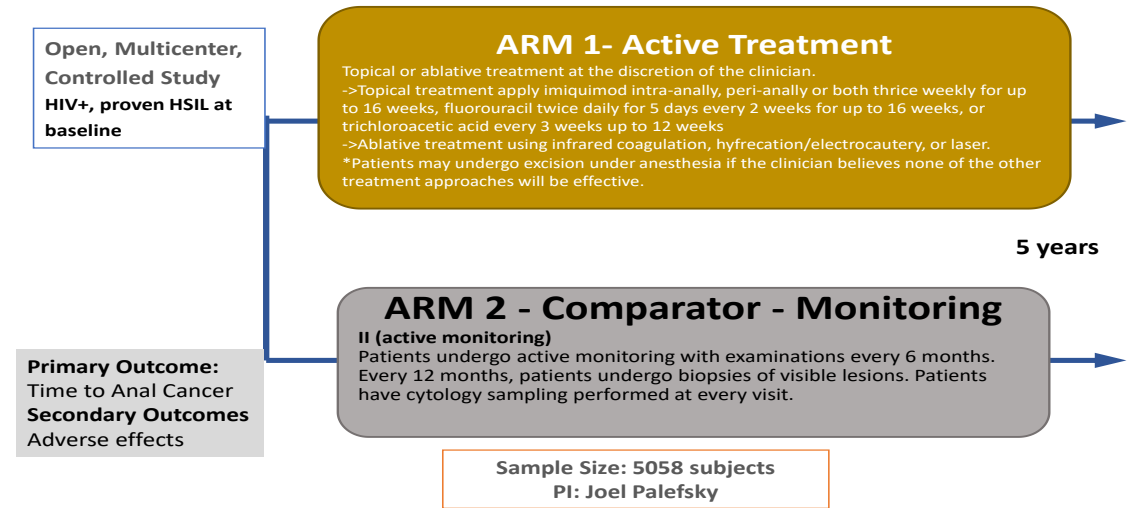 Open, Multicenter,
Controlled Study
HIV+, proven HSIL at
baseline
ARM 1- Active Treatment
Topical or ablative treatment at the discretion of the clinician.
->Topical treatment apply imiquimod intra-anally, peri-anally or both thrice weekly for up
to 16 weeks, fluorouracil twice daily for 5 days every 2 weeks for up to 16 weeks, or
trichloroacetic acid every 3 weeks up to 12 weeks
->Ablative treatment using infrared coagulation, hyfrecation/electrocautery, or laser.
*Patients may undergo excision under anesthesia if the clinician believes none of the other
treatment approaches will be effective.
5 years
ARM 2 - Comparator - Monitoring
II (active monitoring)
Patients undergo active monitoring with examinations every 6 months.
Every 12 months, patients undergo biopsies of visible lesions. Patients
have cytology sampling performed at every visit.
Primary Outcome:
Time to Anal Cancer
Secondary Outcomes
Adverse effects
Sample Size: 5058 subjects
PI: Joel Palefsky